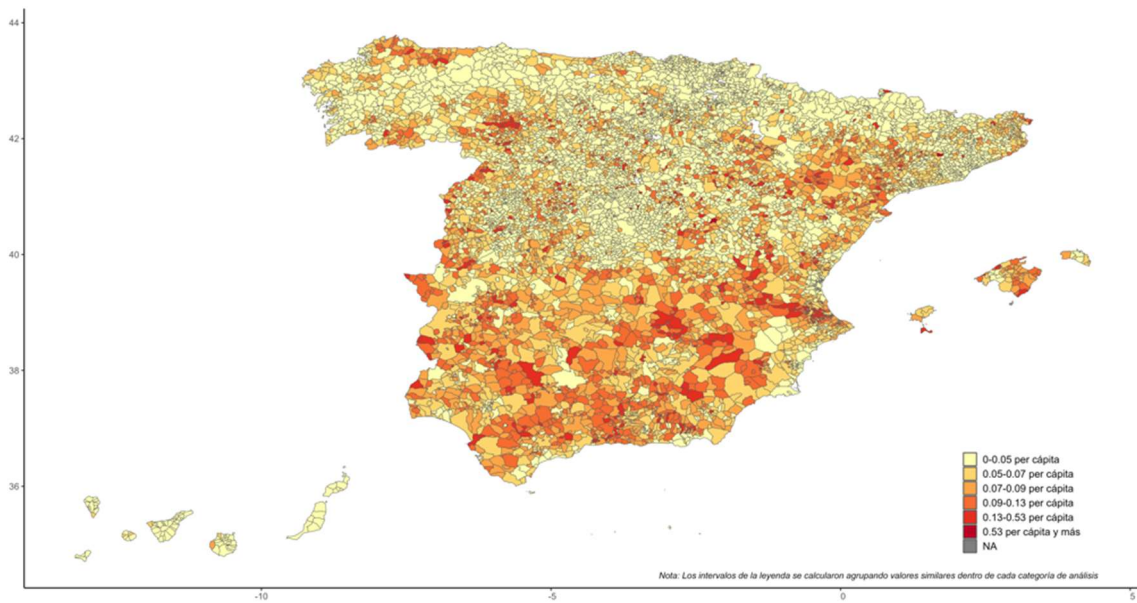 44
42
40
38
36
0-0.05 per cápita
0.05-0.07 per cápita
0.07-0.09 per cápita
0.09-0.13 per cápita
0.13-0.53 per cápita
0.53 per cápita y más
NA
Nota: Los intervalos de la leyenda se calcularon agrupando valores similares dentro de cada categoría de análisis
-10 -5 0 5